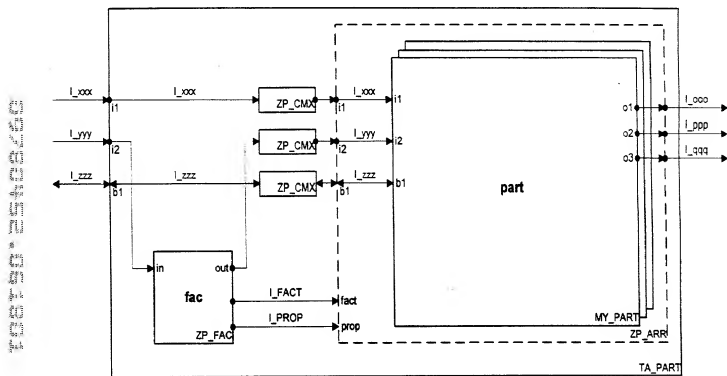 I_xxx I_xxx I_xxx
i1 ZP_CMX i1 i1 o1 I_ooo
I_yyy I_yyy
i2 ZP_CMX i2 i2 o2 I_ppp
I_zzz I_zzz I_zzz o3 I_qqq
b1 ZP_CMX b1 b1
part
in out
fac
I_FACT fact
I_PROP prop
ZP_FAC
MY_PART
ZP_ARR
TA_PART